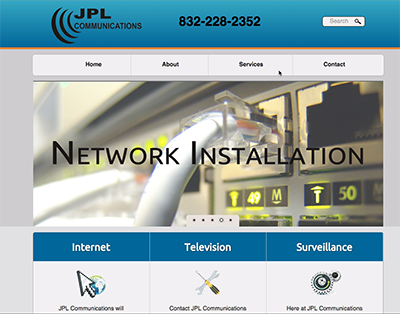 JPL
COMMUNICATIONS
832-228-2352
Search
Home
About
Services
Contact
NETWORK INSTALLATION
49 M
50
Internet
Television
Surveillance
JPL Communications will
Contact JPL Communications
Here at JPL Communications